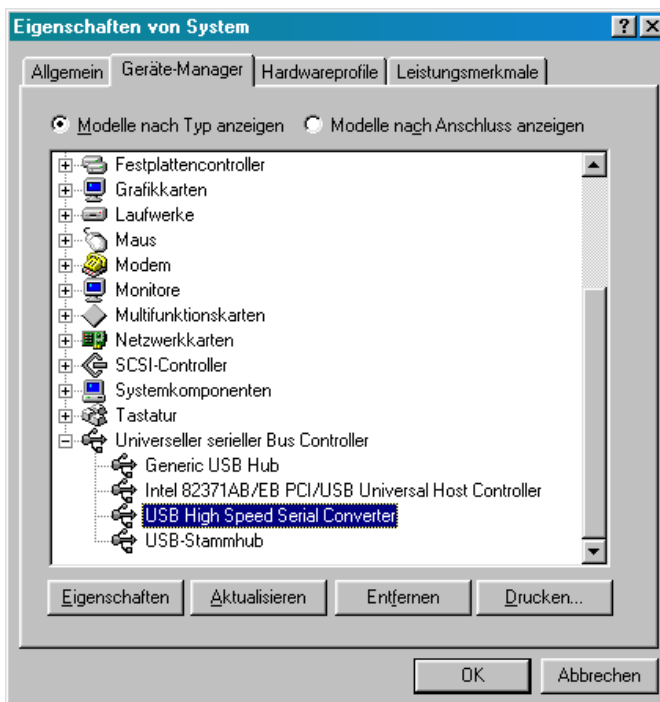 Eigenschaften von System
Allgemein Geräte-Manager Hardwareprofile Leistungsmerkmale
Modelle nach Typ anzeigen Modelle nach Anschluss anzeigen
Festplattencontroller
Grafikkarten
Laufwerke
Maus
Modem
Monitore
Multifunktionskarten
Netzwerkkarten
SCSI-Controller
Systemkomponenten
Tastatur
Universeller serieller Bus Controller
Generic USB Hub
Intel 82371AB/EB PCI/USB Universal Host Controller
USB High Speed Serial Converter
USB-Stammhub
Eigenschaften Aktualisieren Entfernen Drucken...
OK Abbrechen